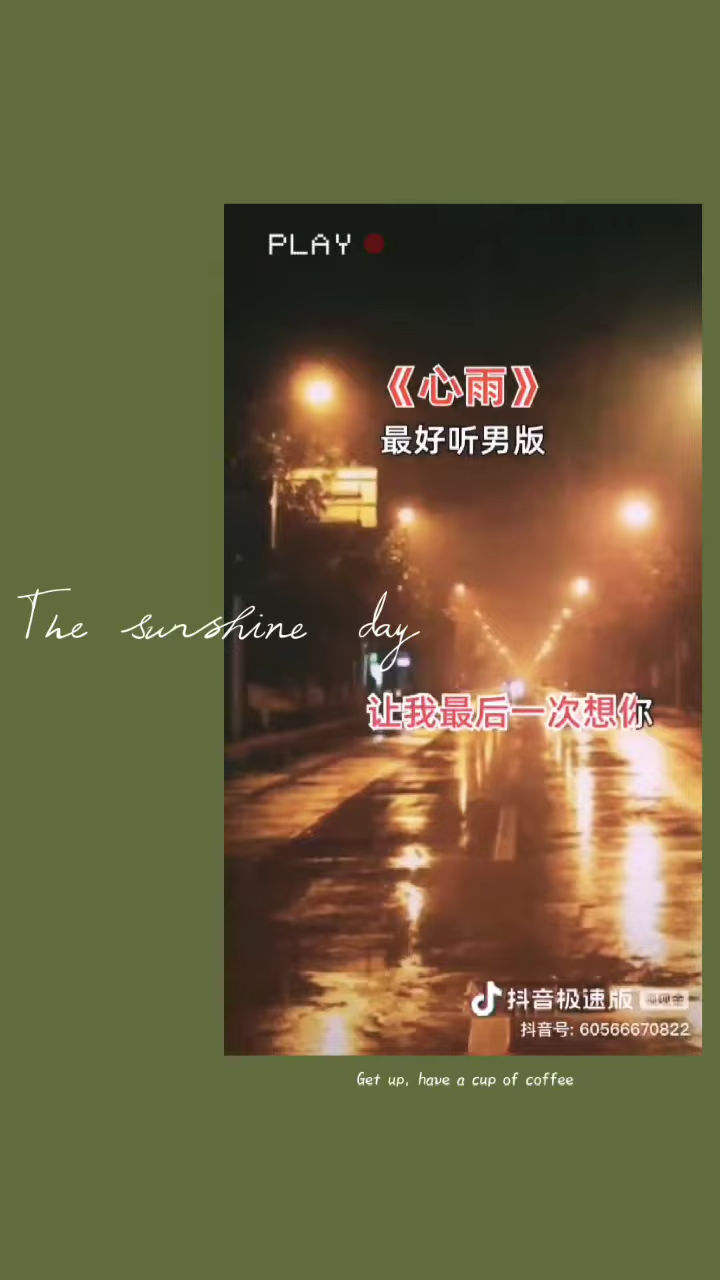 PLAY
《心雨》
最好听男版
The sunshine day
让我最后一次想你
抖音极速版
抖音号: 60566670822
Get up, have a cup of coffee